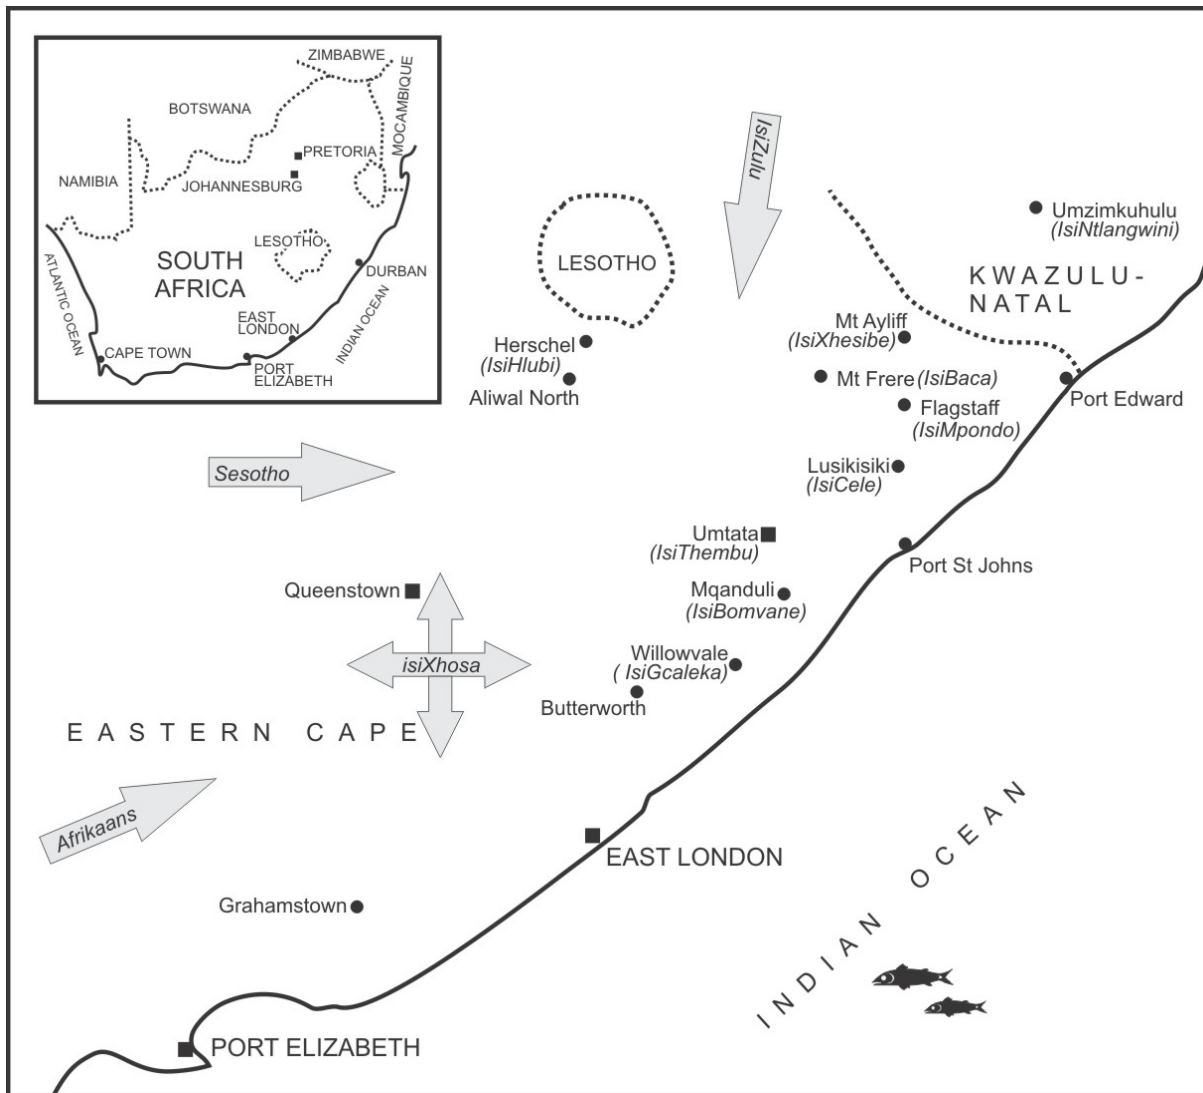 ZIMBABWE
MOCAMBIQUE
BOTSWANA
PRETORIA
NAMIBIA
JOHANNESBURG
LESOTHO
SOUTH
AFRICA
DURBAN
ATLANTIC OCEAN
EAST
LONDON
INDIAN OCEAN
CAPE TOWN
PORT
ELIZABETH
IsiZulu
Umzimkuhulu
(IsiNtlangwini)
LESOTHO
KWAZULU-
NATAL
Mt Ayliff
(IsiXhesibe)
Herschel
(IsiHlubi)
Aliwal North
Mt Frere (IsiBaca)
Port Edward
Flagstaff
(IsiMpondo)
Sesotho
Lusikisiki
(IsiCele)
Umtata
(IsiThembu)
Port St Johns
Queenstown
Mqanduli
(IsiBomvane)
isiXhosa
Willowvale
( IsiGcaleka)
Butterworth
EASTERN CAPE
Afrikaans
EAST LONDON
INDIAN OCEAN
Grahamstown
PORT ELIZABETH